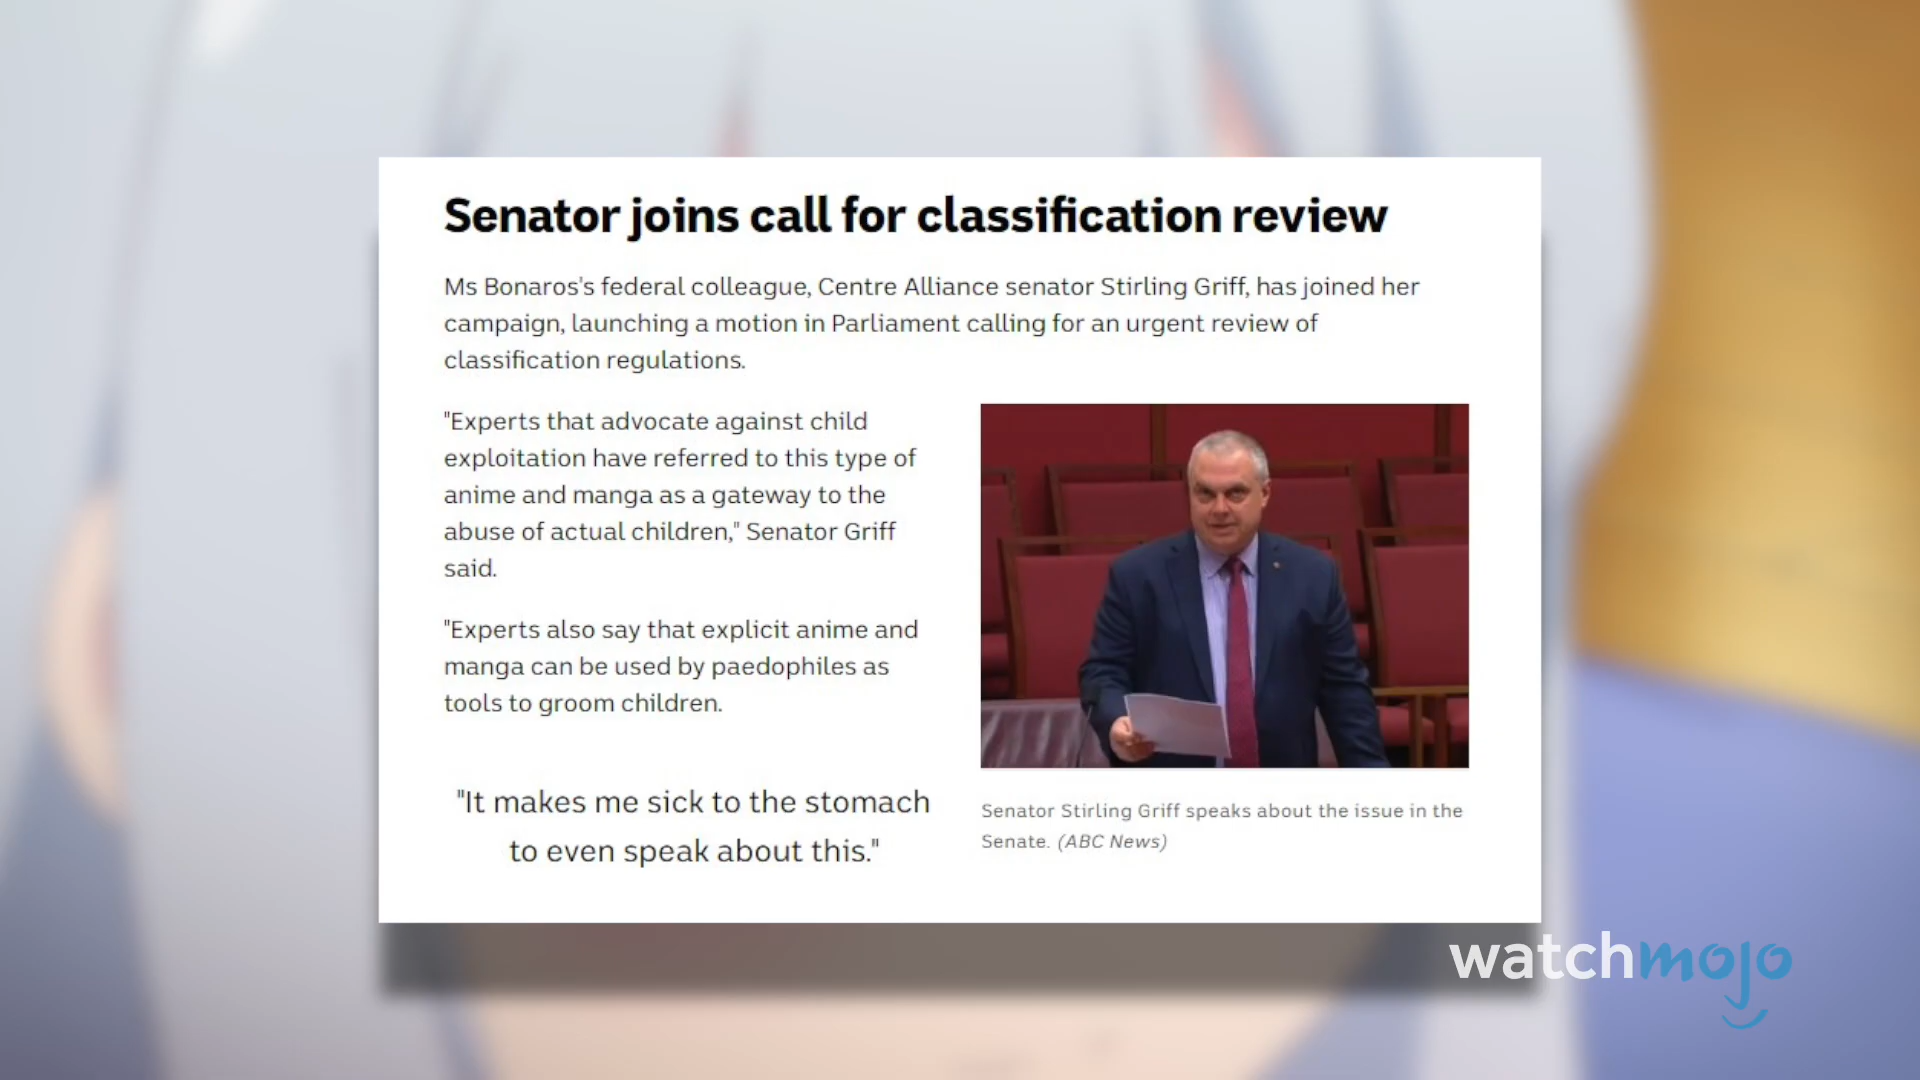 Senator joins call for classification review
Ms Bonaros's federal colleague, Centre Alliance senator Stirling Griff, has joined her
campaign, launching a motion in Parliament calling for an urgent review of
classification regulations.
"Experts that advocate against child
exploitation have referred to this type of
anime and manga as a gateway to the
abuse of actual children," Senator Griff
said.
"Experts also say that explicit anime and
manga can be used by paedophiles as
tools to groom children.
"It makes me sick to the stomach
to even speak about this."
Senator Stirling Griff speaks about the issue in the
Senate. (ABC News)
watchmojo